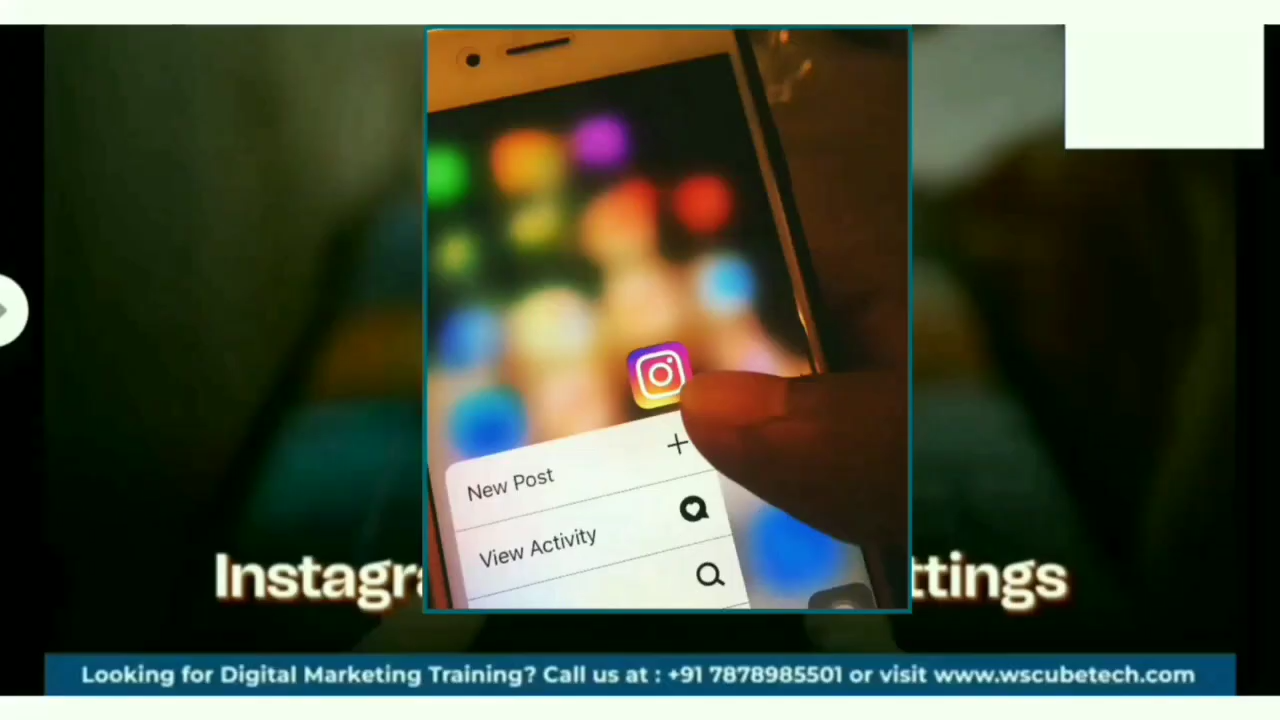 New Post
View Activity
Instagra ttings
Looking for Digital Marketing Training? Call us at : +91 7878985501 or visit www.wscubetech.com